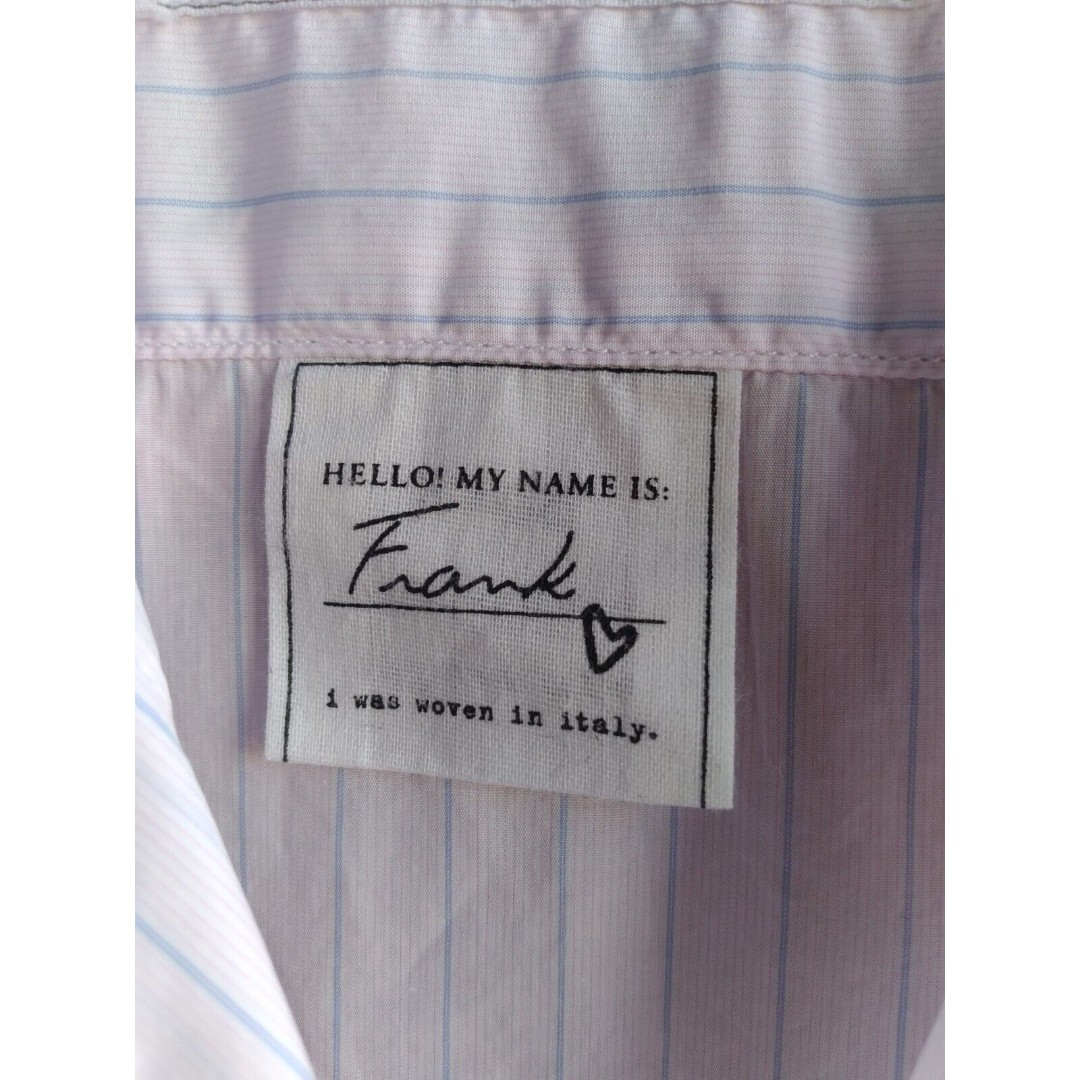 HELLO! MY NAME IS:
Frank
i was woven in italy.